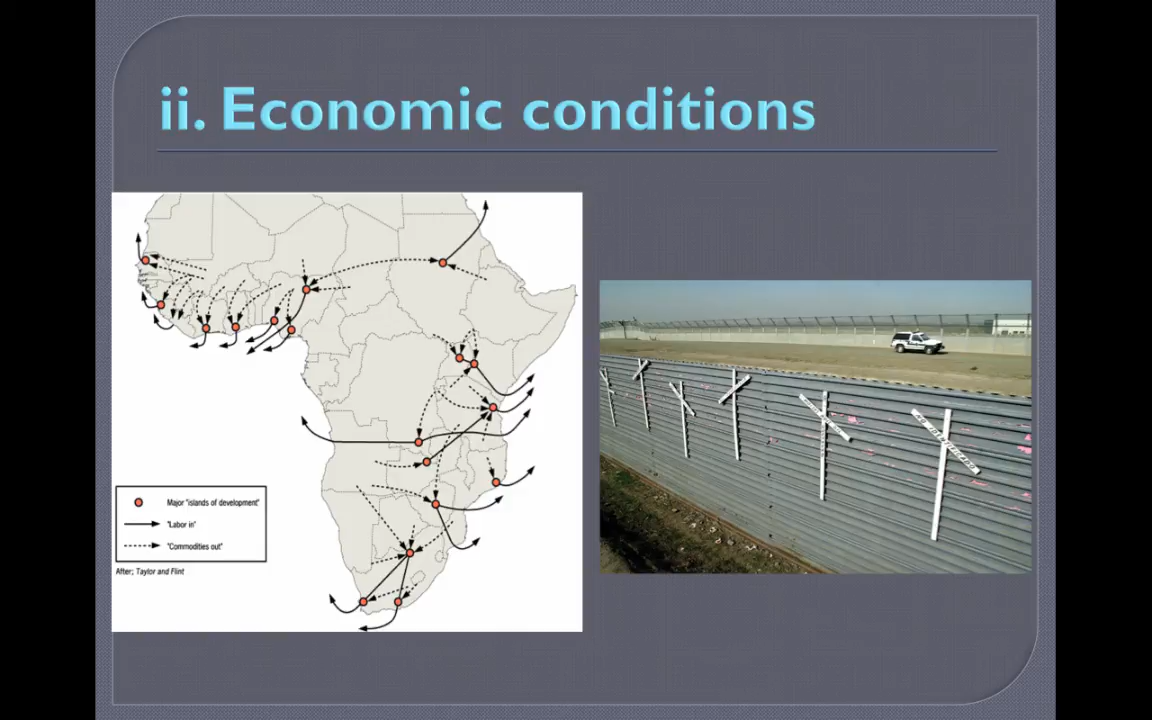 ii. Economic conditions
Major "islands of development"
"Labor in"
"Commodities out"
After; Taylor and Flint